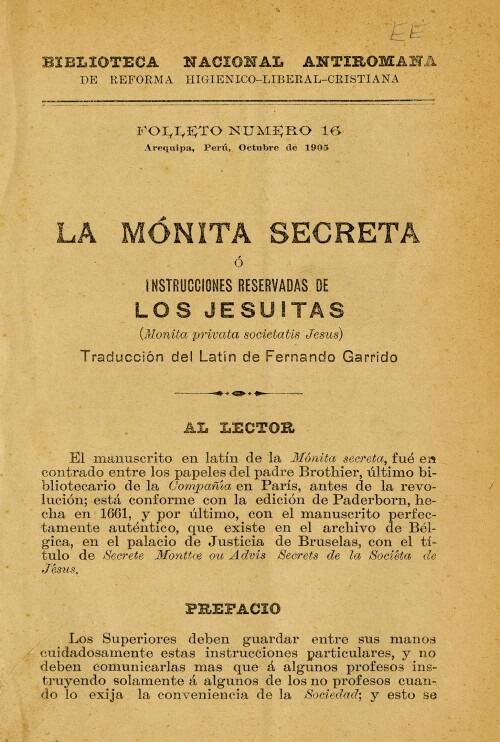 EE
BIBLIOTECA NACIONAL ANTIROMANA
DE REFORMA HIGIENICO-LIBERAL-CRISTIANA
FOLLETO NUMERO 16
Arequipa, Perú, Octubre de 1905
LA MÓNITA SECRETA
Ó
INSTRUCCIONES RESERVADAS DE
LOS JESUITAS
(Monita privata societatis Jesus)
Traducción del Latín de Fernando Garrido
AL LECTOR
El manuscrito en latín de la Mónita secreta, fué en
contrado entre los papeles del padre Brothier, último bi-
bliotecario de la Compañía en París, antes de la revo-
lución; está conforme con la edición de Paderborn, he-
cha en 1661, y por último, con el manuscrito perfec-
tamente auténtico, que existe en el archivo de Bél-
gica, en el palacio de Justicia de Bruselas, con el tí-
tulo de Secrete Monttœ ou Advis Secrets de la Sociéta de
Jésus.
PREFACIO
Los Superiores deben guardar entre sus manos
cuidadosamente estas instrucciones particulares, y no
deben comunicarlas mas que á algunos profesos ins-
truyendo solamente á algunos de los no profesos cuan-
do lo exija la conveniencia de la Sociedad; y esto se